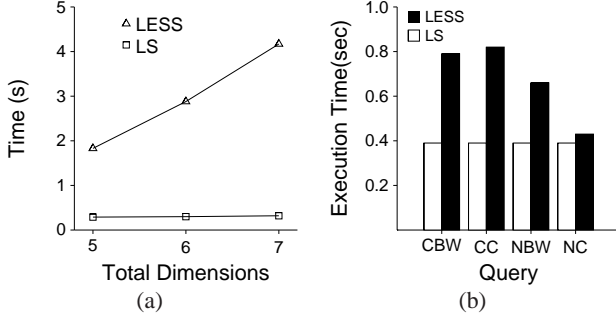 5
4
3
2
1
0
Time (s)
LESS
LS
5 6 7
Total Dimensions
(a)
1.0
0.8
0.6
0.4
0.2
Execution Time(sec)
LESS
LS
CBW CC NBW NC
Query
(b)